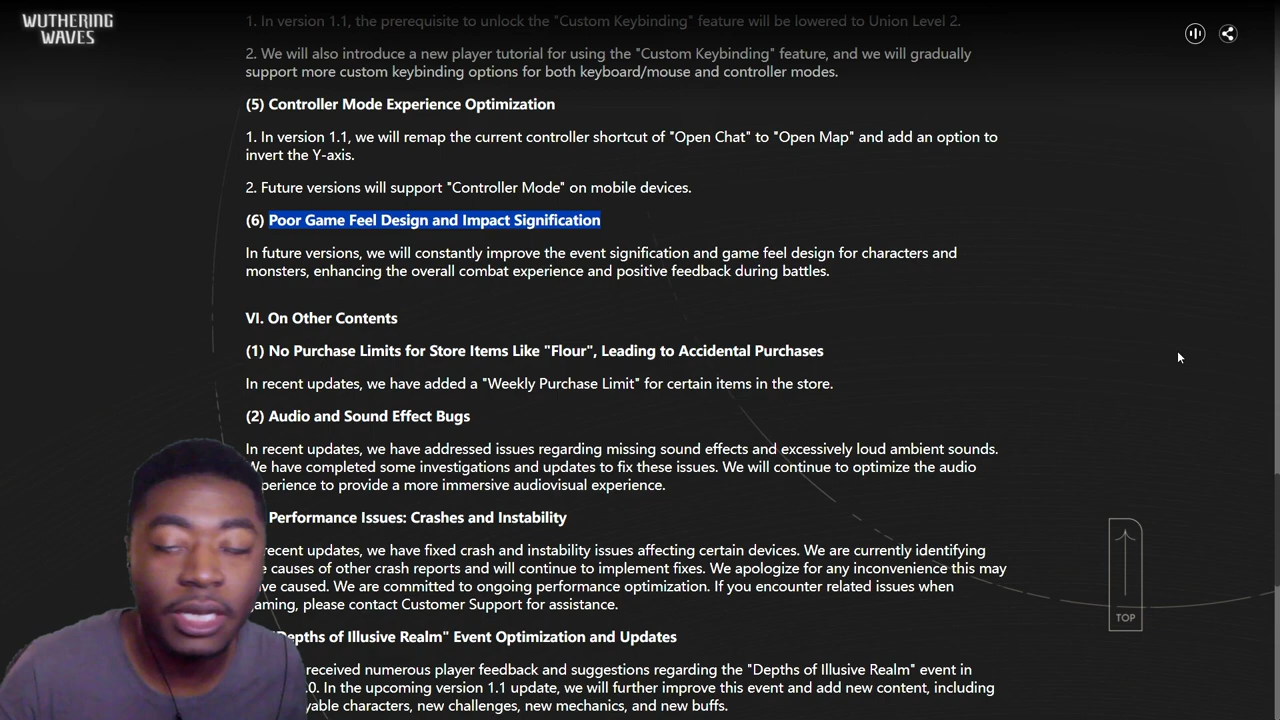 WUTHERING
WAVES
1. In version 1.1, the prerequisite to unlock the "Custom Keybinding" feature will be lowered to Union Level 2.
2. We will also introduce a new player tutorial for using the "Custom Keybinding" feature, and we will gradually
support more custom keybinding options for both keyboard/mouse and controller modes.
(5) Controller Mode Experience Optimization
1. In version 1.1, we will remap the current controller shortcut of "Open Chat" to "Open Map" and add an option to
invert the Y-axis.
2. Future versions will support "Controller Mode" on mobile devices.
(6) Poor Game Feel Design and Impact Signification
In future versions, we will constantly improve the event signification and game feel design for characters and
monsters, enhancing the overall combat experience and positive feedback during battles.
VI. On Other Contents
(1) No Purchase Limits for Store Items Like "Flour", Leading to Accidental Purchases
In recent updates, we have added a "Weekly Purchase Limit" for certain items in the store.
(2) Audio and Sound Effect Bugs
In recent updates, we have addressed issues regarding missing sound effects and excessively loud ambient sounds.
We have completed some investigations and updates to fix these issues. We will continue to optimize the audio
to provide a more immersive audiovisual experience.
Performance Issues: Crashes and Instability
recent updates, we have fixed crash and instability issues affecting certain devices. We are currently identifying
causes of other crash reports and will continue to implement fixes. We apologize for any inconvenience this may
caused. We are committed to ongoing performance optimization. If you encounter related issues when
gaming, please contact Customer Support for assistance.
"Depths of Illusive Realm" Event Optimization and Updates
received numerous player feedback and suggestions regarding the "Depths of Illusive Realm" event in
In the upcoming version 1.1 update, we will further improve this event and add new content, including
characters, new challenges, new mechanics, and new buffs.
TOP